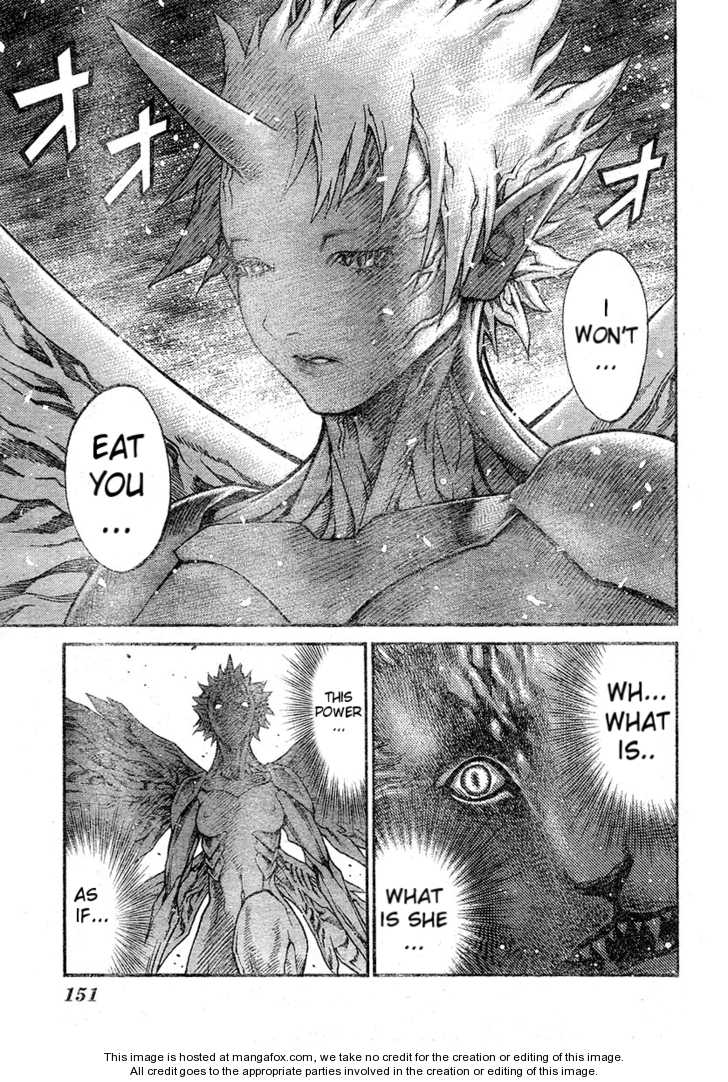 オ
オ
オ
I
WON'T
...
EAT
YOU
...
WH...
WHAT
IS..
WHAT
IS SHE
...
THIS
POWER
...
AS
IF...
151
This image is hosted at mangafox.com, we take no credit for the creation or editing of this image.
All credit goes to the appropriate parties involved in the creation or editing of this image.